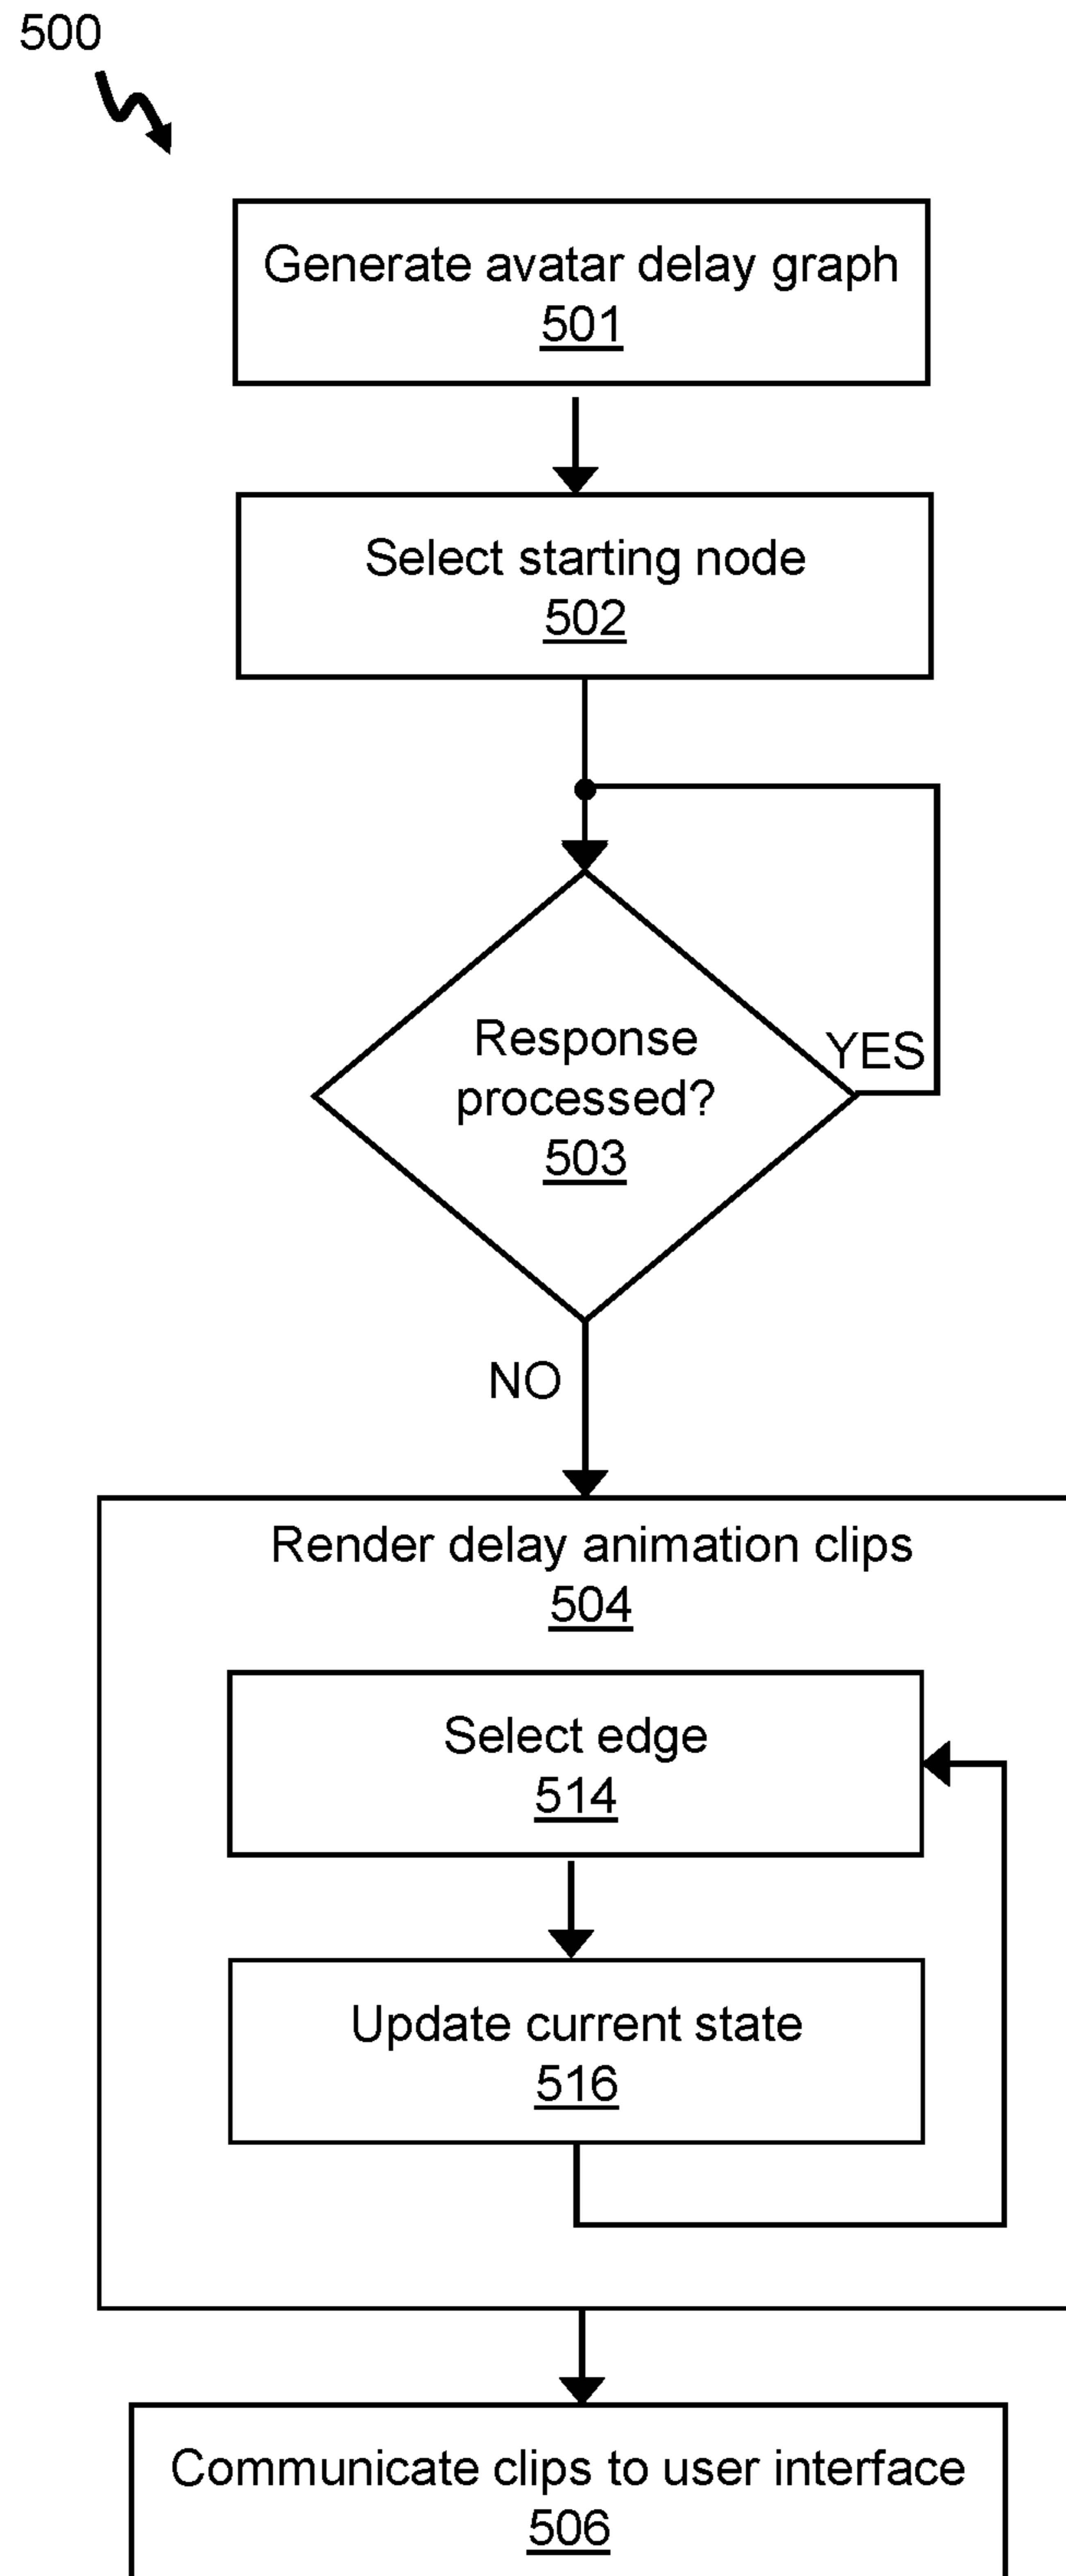 500
Generate avatar delay graph
501
Select starting node
502
Response
processed?
503
YES
NO
Render delay animation clips
504
Select edge
514
Update current state
516
Communicate clips to user interface
506